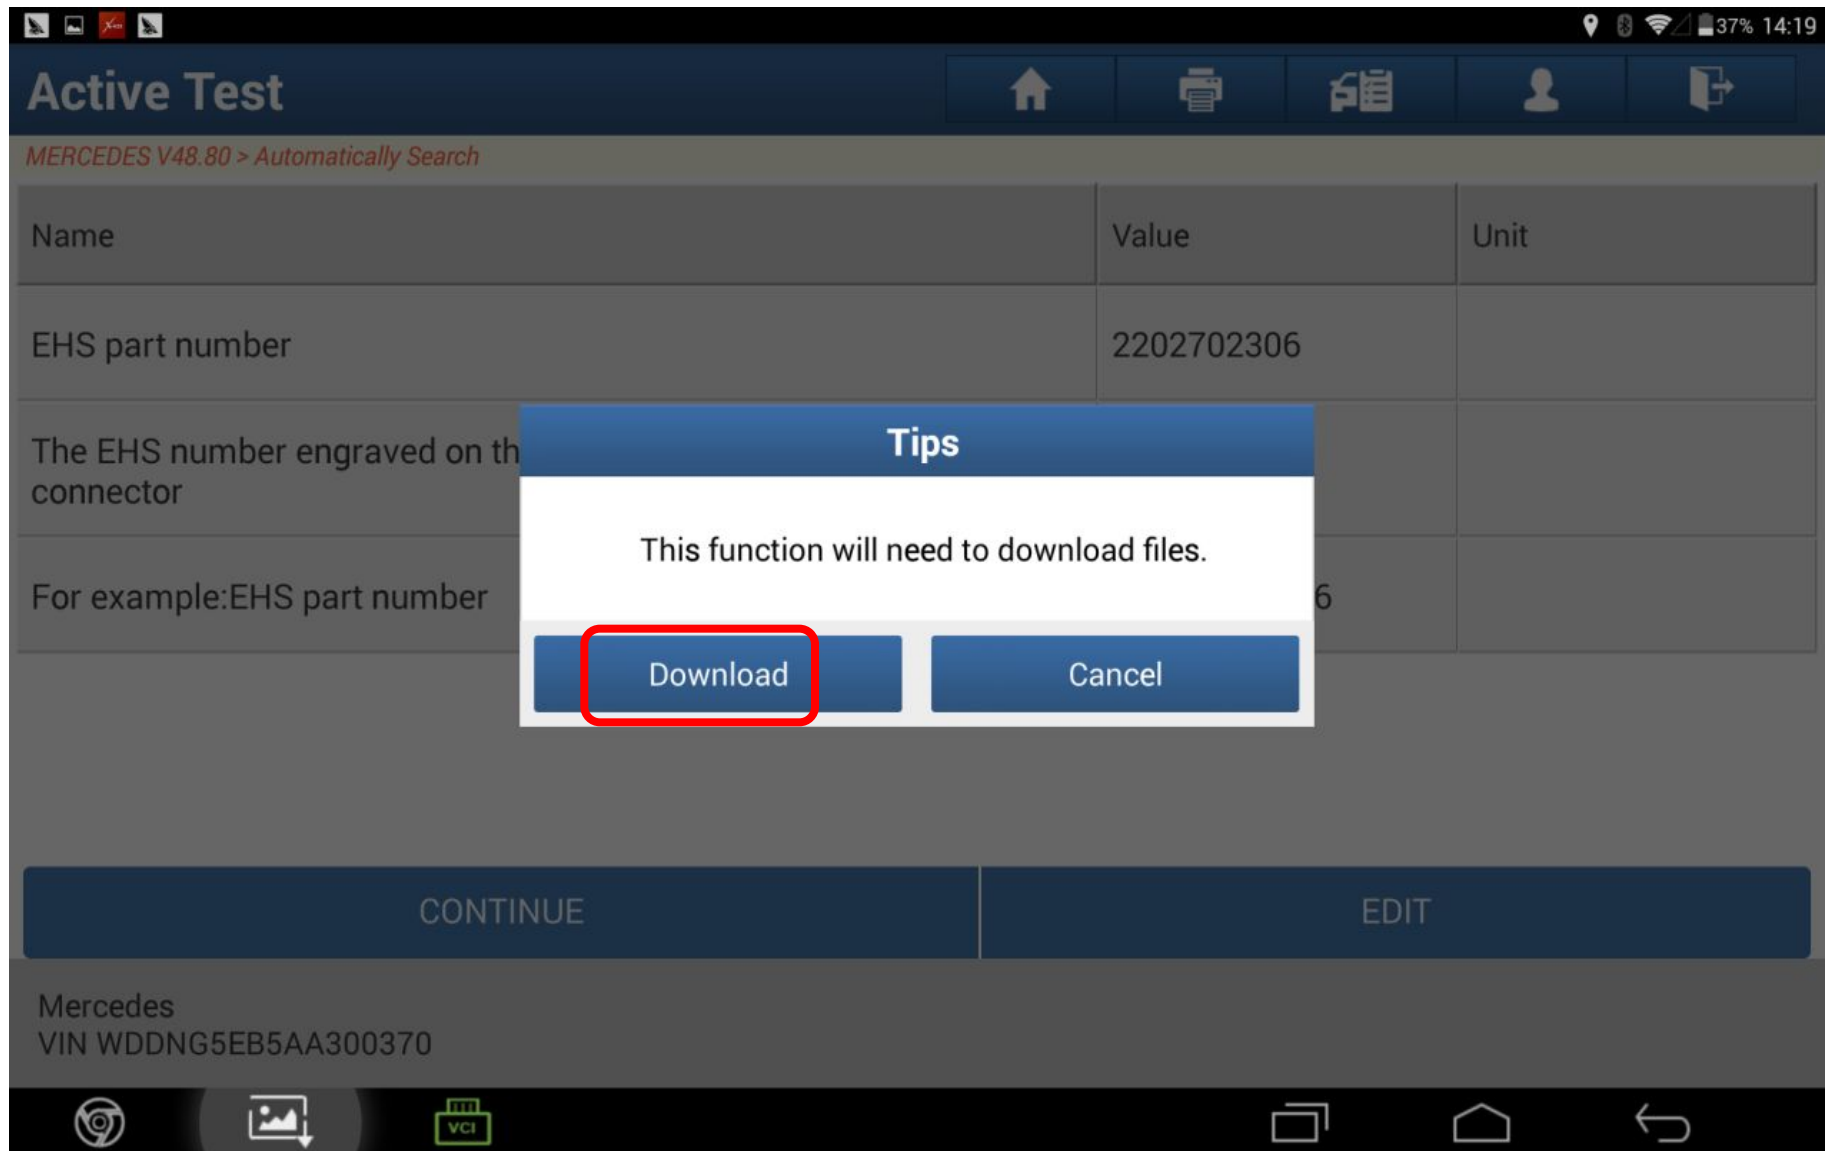 37% 14:19
Active Test
MERCEDES V48.80 > Automatically Search
Name Value Unit
EHS part number 2202702306
The EHS number engraved on th
connector
For example:EHS part number 6
Tips
This function will need to download files.
Download Cancel
CONTINUE EDIT
Mercedes
VIN WDDNG5EB5AA300370
VCI